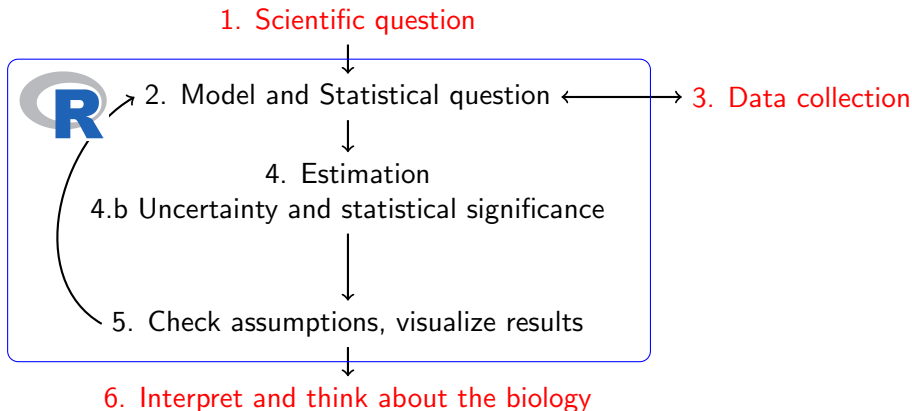 1. Scientific question
R
2. Model and Statistical question
3. Data collection
4. Estimation
4.b Uncertainty and statistical significance
5. Check assumptions, visualize results
6. Interpret and think about the biology